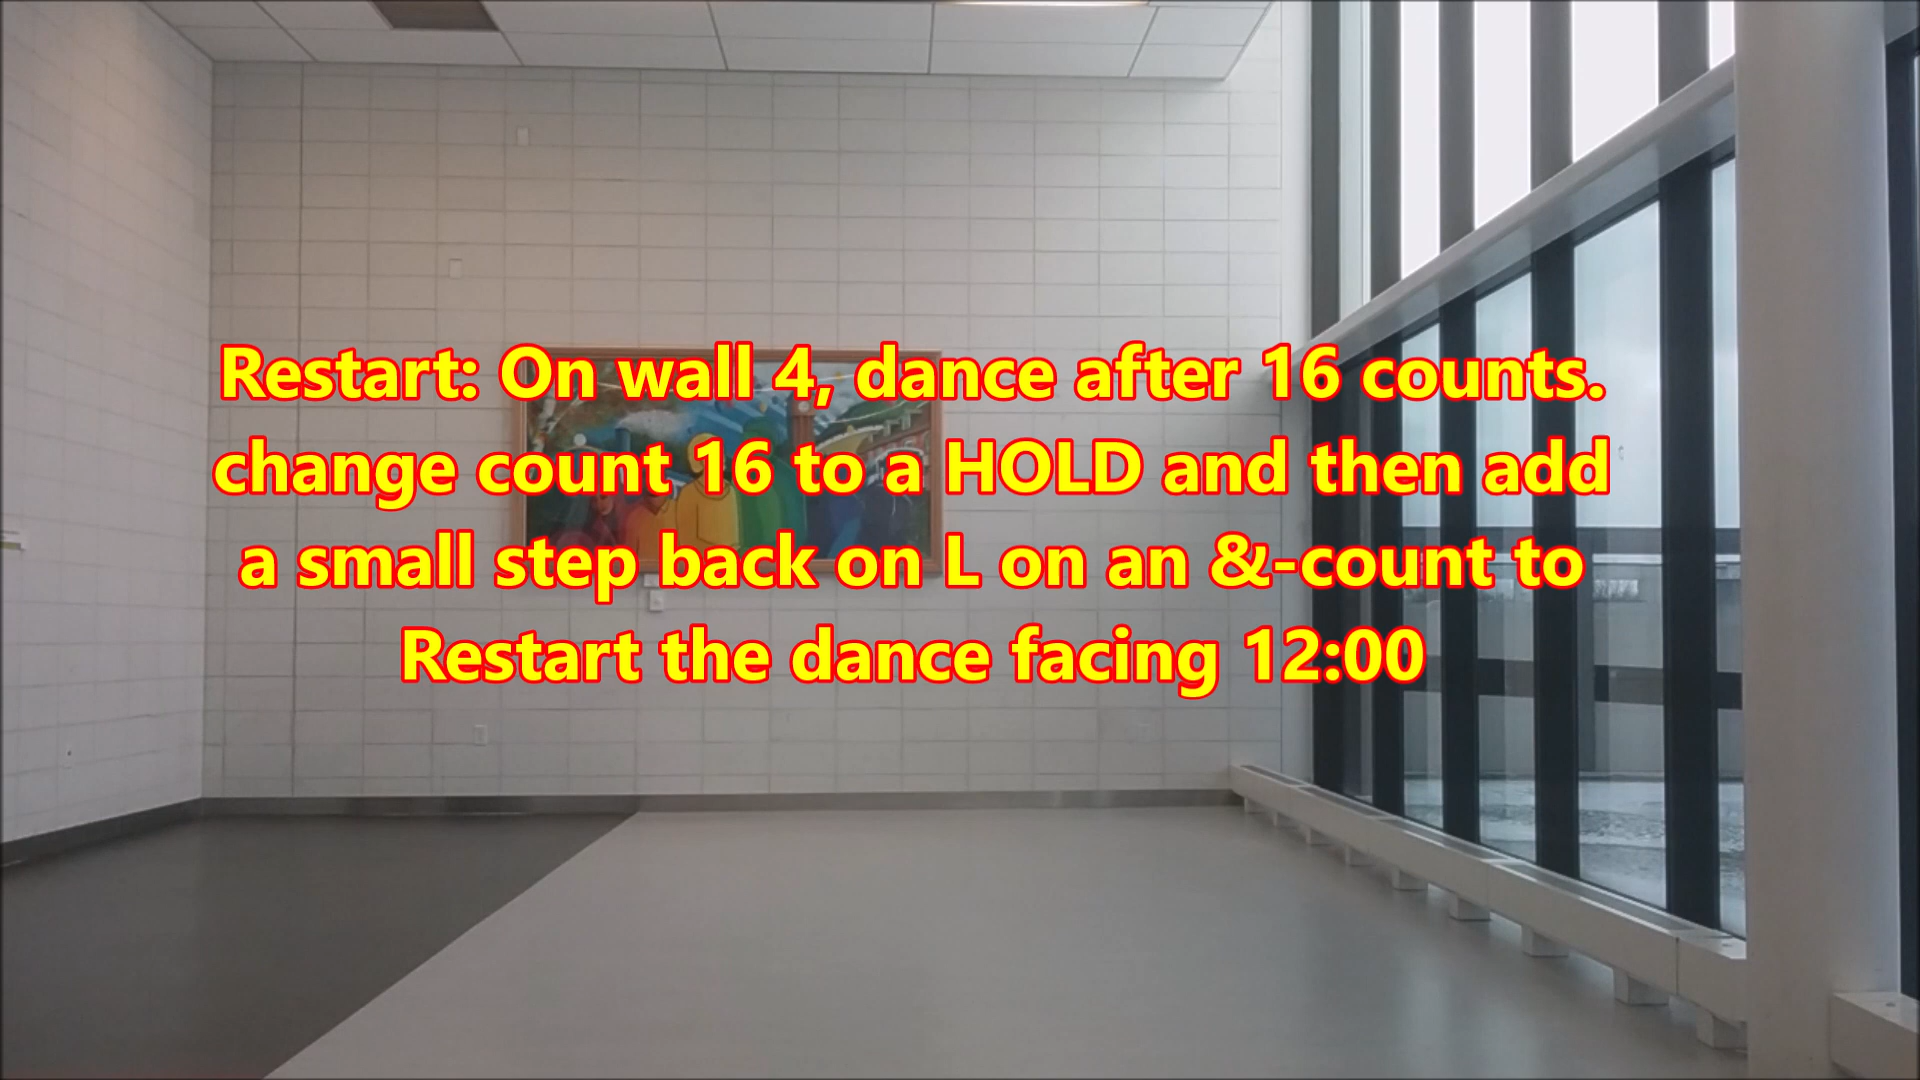 Restart: On wall 4, dance after 16 counts.
change count 16 to a HOLD and then add
a small step back on L on an &-count to
Restart the dance facing 12:00